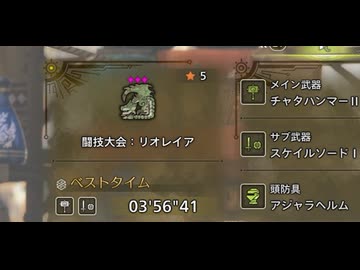 5
闘技大会：リオレイア
ベストタイム
03'56"41
メイン武器
チャタハンマーⅡ
サブ武器
スケイルソードⅠ
頭防具
アジャラヘルム